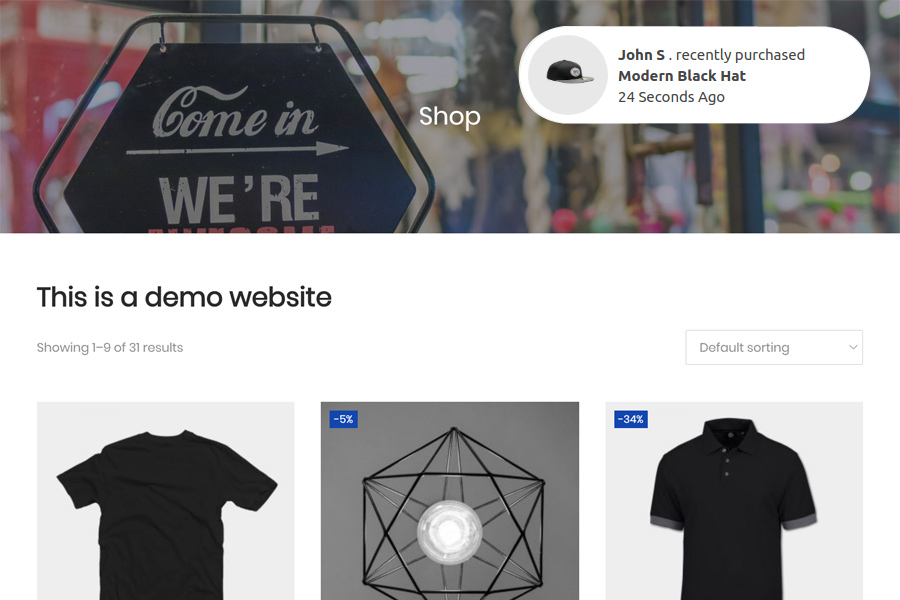 Come in
WE'RE
Shop
John S . recently purchased
Modern Black Hat
24 Seconds Ago
This is a demo website
Showing 1–9 of 31 results
Default sorting
-5%
-34%